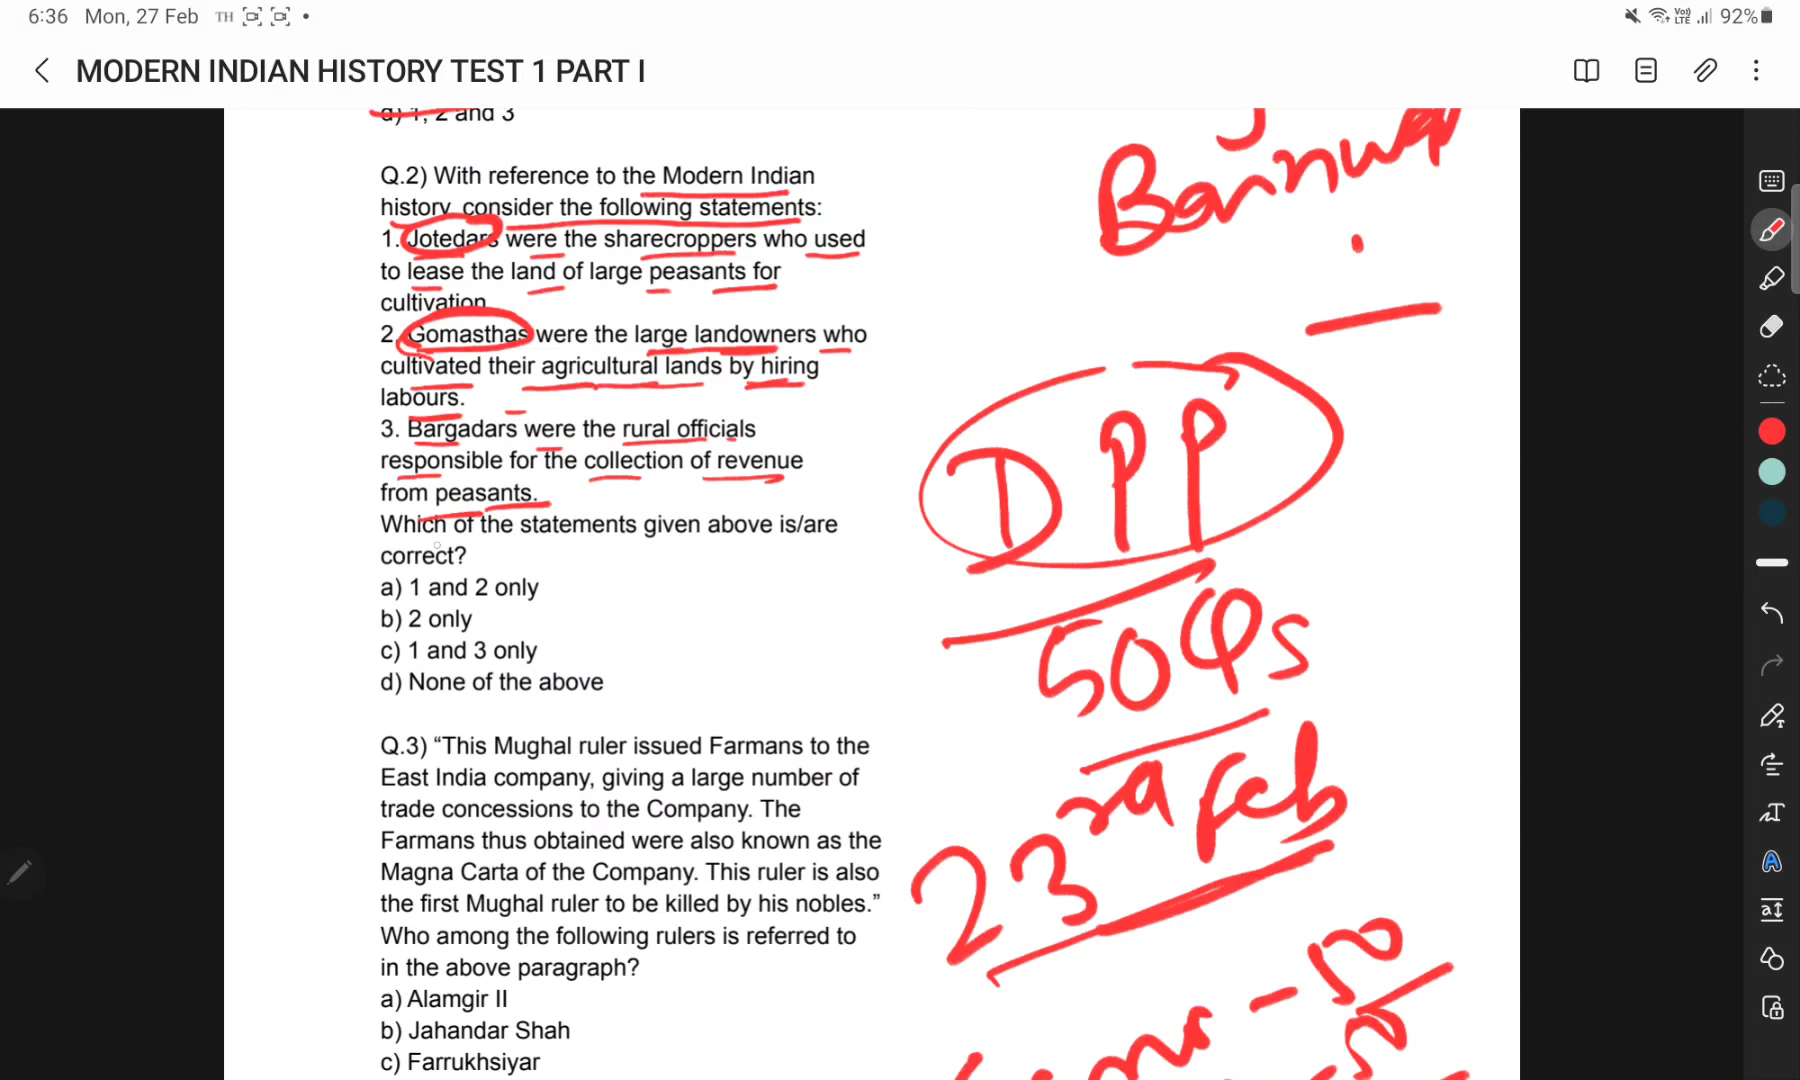 6:36 Mon, 27 Feb TH 92%
MODERN INDIAN HISTORY TEST 1 PART I
d) 1, 2 and 3
Q.2) With reference to the Modern Indian
history, consider the following statements:
1. Jotedars were the sharecroppers who used
to lease the land of large peasants for
cultivation.
2. Gomasthas were the large landowners who
cultivated their agricultural lands by hiring
labours.
3. Bargadars were the rural officials
responsible for the collection of revenue
from peasants.
Which of the statements given above is/are
correct?
a) 1 and 2 only
b) 2 only
c) 1 and 3 only
d) None of the above
Q.3) “This Mughal ruler issued Farmans to the
East India company, giving a large number of
trade concessions to the Company. The
Farmans thus obtained were also known as the
Magna Carta of the Company. This ruler is also
the first Mughal ruler to be killed by his nobles.”
Who among the following rulers is referred to
in the above paragraph?
a) Alamgir II
b) Jahandar Shah
c) Farrukhsiyar
DPP
50 Qs
23rd Feb